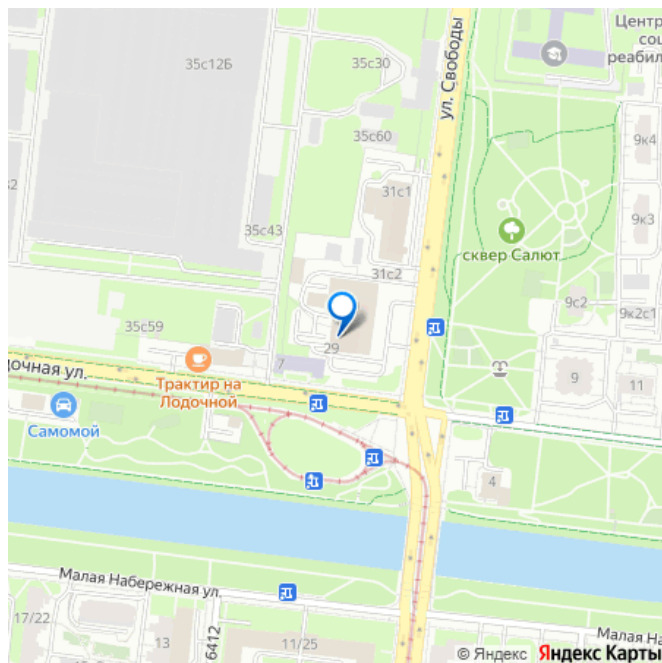 Центр
соц
реабил
35с12Б
35с30
ул. Свободы
35с60
9к4
к2
31с1
9к3
35с43
сквер Салют
31с2
9с2
9к2с1
35с59
29
7
дочная ул.
Трактир на
Лодочной
9
11
Самомой
4
Малая Набережная ул.
17/22
13
6412
11/25
Малая На
© Яндекс Яндекс Карты